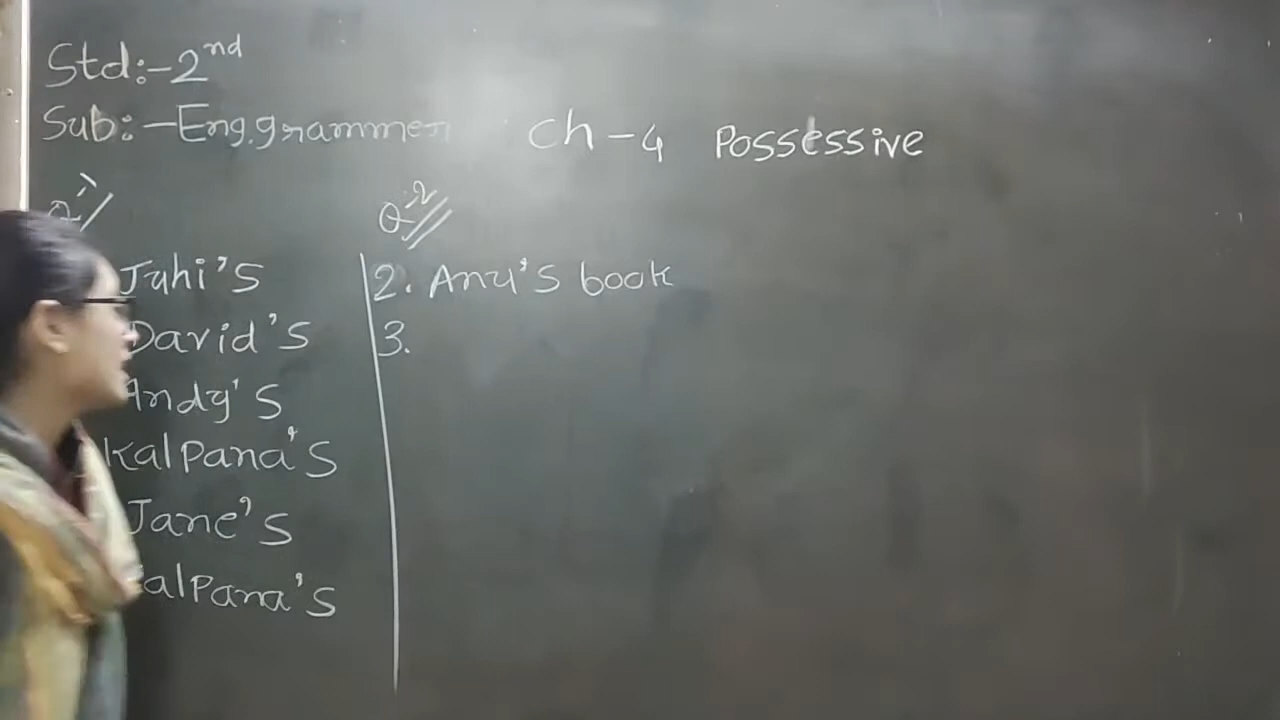 Std:-2nd
Sub:-Eng.grammer
Ch-4 Possessive
Q-1
Juhi's
David's
Andy's
Kalpana's
Jane's
alpana's
Q-2
2. Anu's book
3.